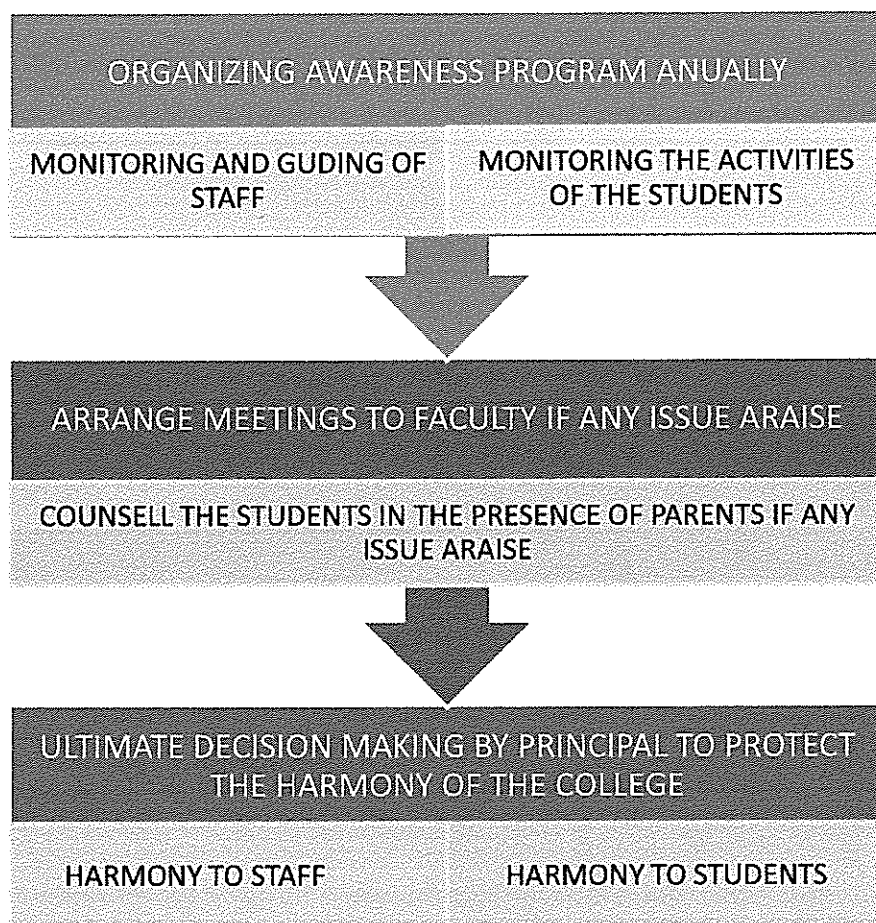 ORGANIZING AWARENESS PROGRAM ANUALLY
MONITORING AND GUDING OF
STAFF
MONITORING THE ACTIVITIES
OF THE STUDENTS
ARRANGE MEETINGS TO FACULTY IF ANY ISSUE ARAISE
COUNSELL THE STUDENTS IN THE PRESENCE OF PARENTS IF ANY
ISSUE ARAISE
ULTIMATE DECISION MAKING BY PRINCIPAL TO PROTECT
THE HARMONY OF THE COLLEGE
HARMONY TO STAFF
HARMONY TO STUDENTS